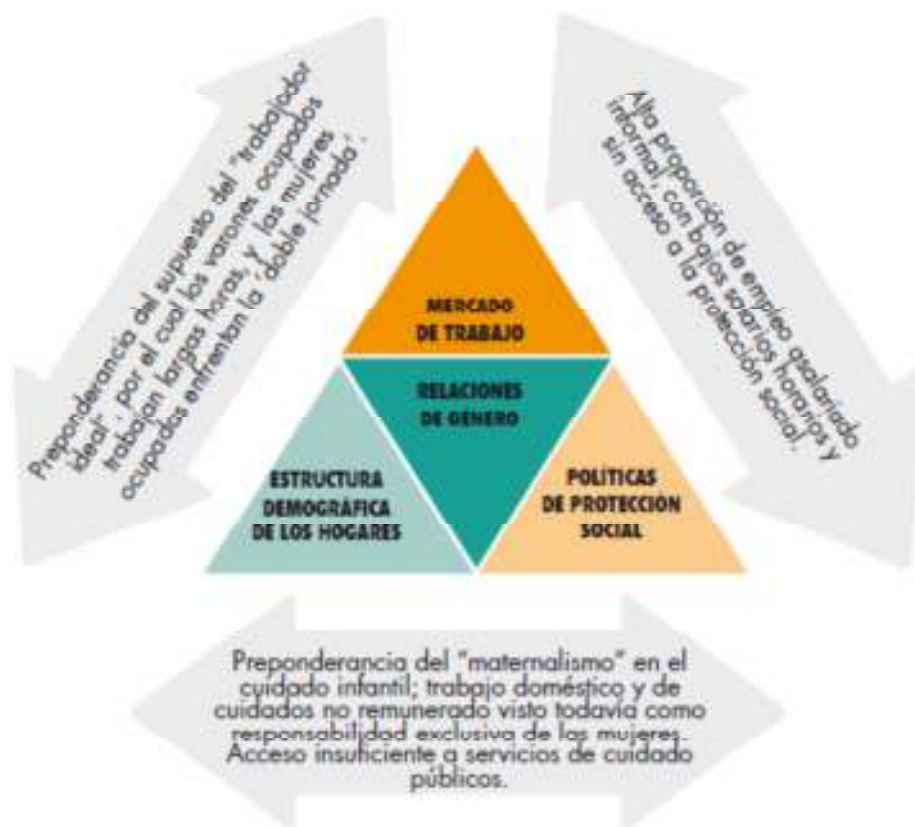 Preponderancia del supuesto del "trabajador
ideal", por el cual los varones ocupados
trabajan largas horas, y las mujeres
ocupadas enfrentan la "doble jornada".
Alta proporción de empleo asalariado
informal, con bajos salarios horarios y
sin acceso a la protección social.
MERCADO
DE TRABAJO
RELACIONES
DE GÉNERO
ESTRUCTURA
DEMOGRÁFICA
DE LOS HOGARES
POLÍTICAS
DE PROTECCIÓN
SOCIAL
Preponderancia del "maternalismo" en el
cuidado infantil; trabajo doméstico y de
cuidados no remunerado visto todavía como
responsabilidad exclusiva de las mujeres.
Acceso insuficiente a servicios de cuidado
públicos.